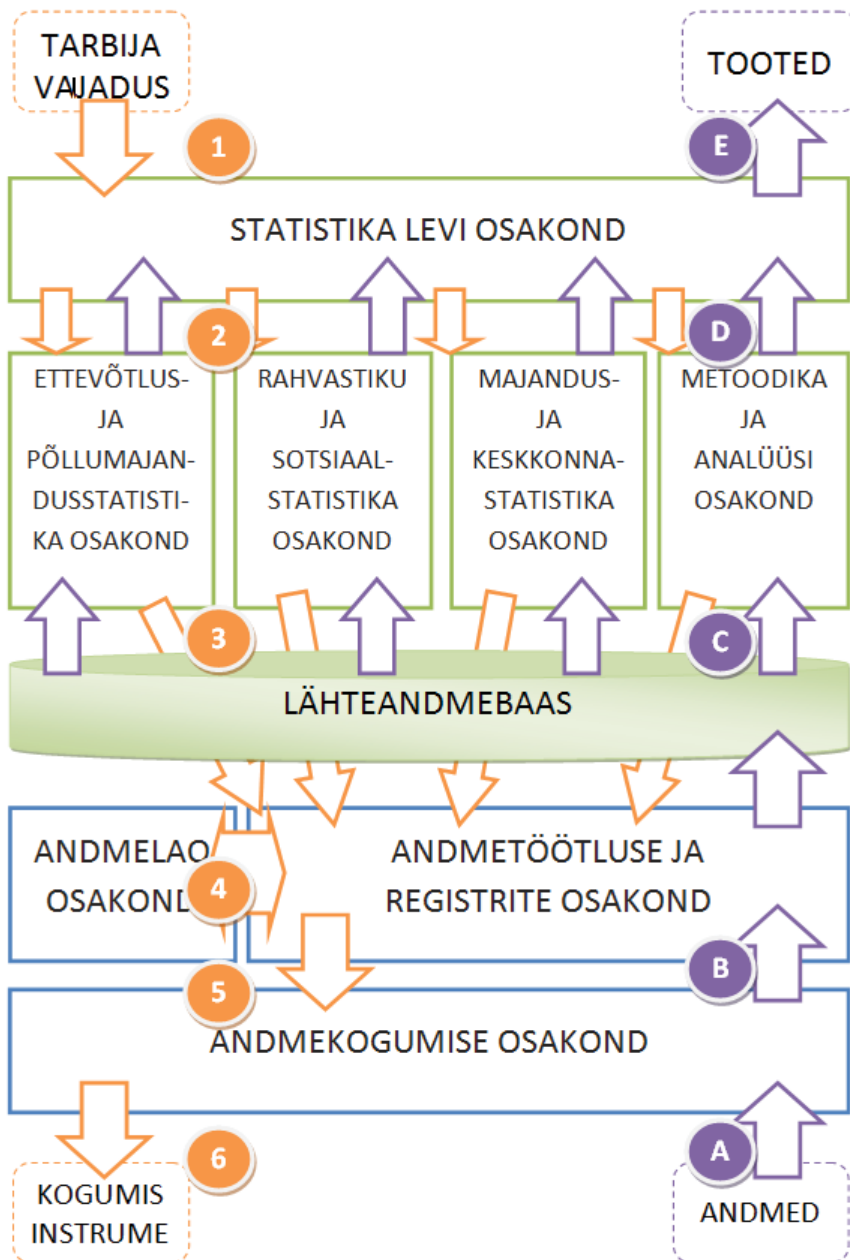 TARBIJA
VAJADUS
TOOTED
1
E
STATISTIKA LEVI OSAKOND
2
D
ETTEVÕTLUS-
JA
PÕLLUMAJAN-
DUSSTATISTI-
KA OSAKOND
RAHVASTIKU
JA
SOTSIAAL-
STATISTIKA
OSAKOND
MAJANDUS-
JA
KESKKONNA-
STATISTIKA
OSAKOND
METOODIKA
JA
ANALÜÜSI
OSAKOND
3
C
LÄHTEANDMEBAAS
ANDMELAO
OSAKOND
4
ANDMETÖÖTLUSE JA
REGISTRITE OSAKOND
5
B
ANDMEKOGUMISE OSAKOND
6
A
KOGUMIS
INSTRUME
ANDMED